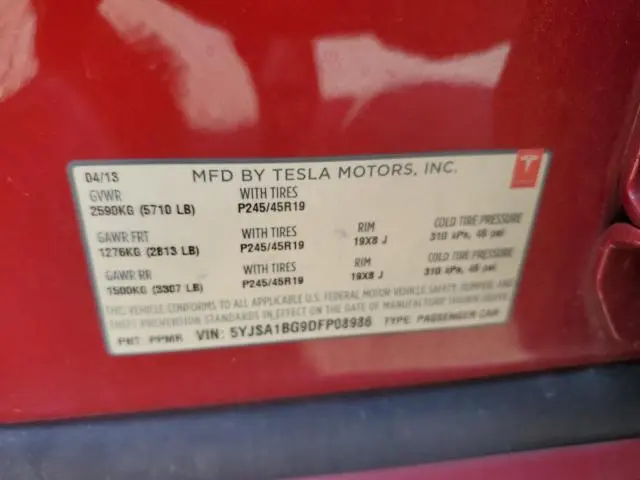 04/13 MFD BY TESLA MOTORS, INC.
GVWR WITH TIRES
2590KG (5710 LB) P245/45R19
GAWR FRT WITH TIRES RIM COLD TIRE PRESSURE
1276KG (2813 LB) P245/45R19 19X8 J 310 kPa, 45 psi
GAWR RR WITH TIRES RIM COLD TIRE PRESSURE
1500KG (3307 LB) P245/45R19 19X8 J 310 kPa, 45 psi
THIS VEHICLE CONFORMS TO ALL APPLICABLE U.S. FEDERAL MOTOR VEHICLE SAFETY, BUMPER, AND
THEFT PREVENTION STANDARDS IN EFFECT ON THE DATE OF MANUFACTURE SHOWN ABOVE
PNT: PPMR VIN: 5YJSA1BG9DFP08986 TYPE: PASSENGER CAR